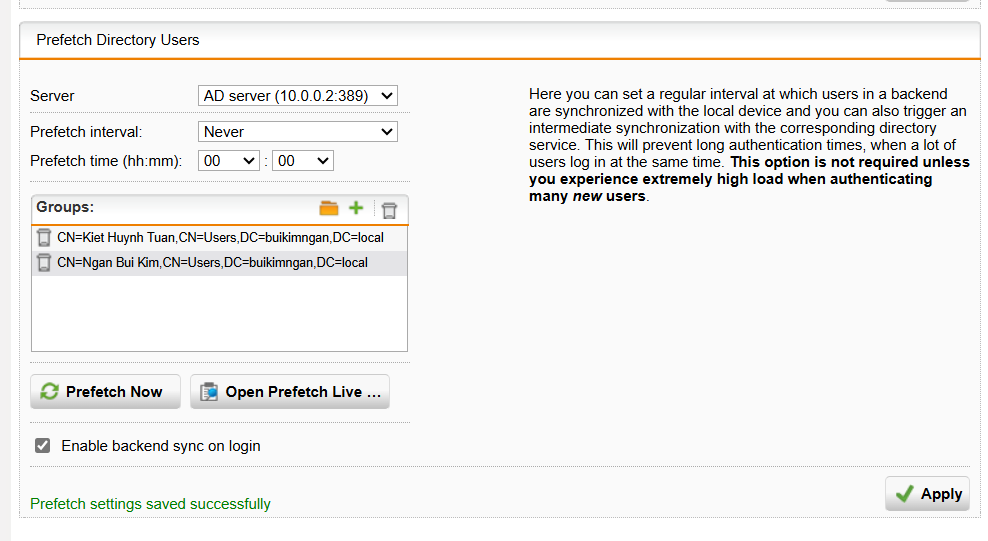 Prefetch Directory Users
Server
AD server (10.0.0.2:389)
Prefetch interval:
Never
Prefetch time (hh:mm):
00 : 00
Groups:
CN=Kiet Huynh Tuan,CN=Users,DC=buikimngan,DC=local
CN=Ngan Bui Kim,CN=Users,DC=buikimngan,DC=local
Prefetch Now
Open Prefetch Live ...
Enable backend sync on login
Prefetch settings saved successfully
Here you can set a regular interval at which users in a backend
are synchronized with the local device and you can also trigger an
intermediate synchronization with the corresponding directory
service. This will prevent long authentication times, when a lot of
users log in at the same time. This option is not required unless
you experience extremely high load when authenticating
many new users.
Apply